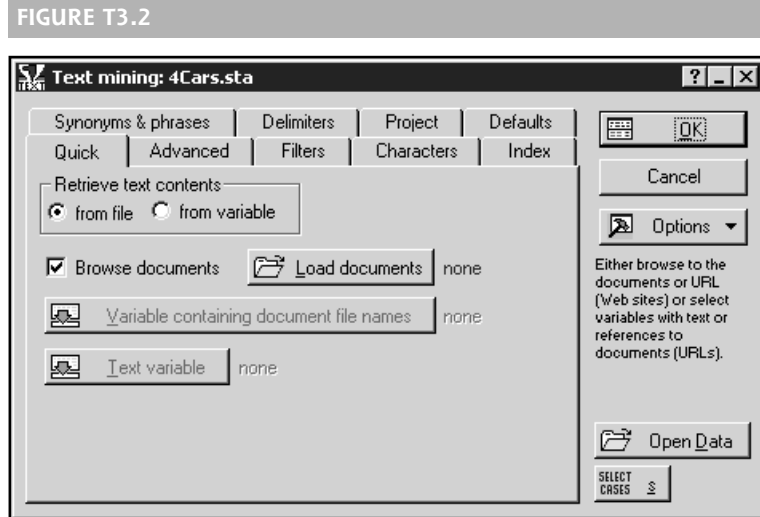 FIGURE T3.2
TEXT Text mining: 4Cars.sta ? _ X
Synonyms & phrases Delimiters Project Defaults
Quick Advanced Filters Characters Index
Retrieve text contents
from file from variable
Browse documents Load documents none
Variable containing document file names none
Text variable none
OK
Cancel
Options
Either browse to the
documents or URL
(Web sites) or select
variables with text or
references to
documents (URLs).
Open Data
SELECT
CASES S